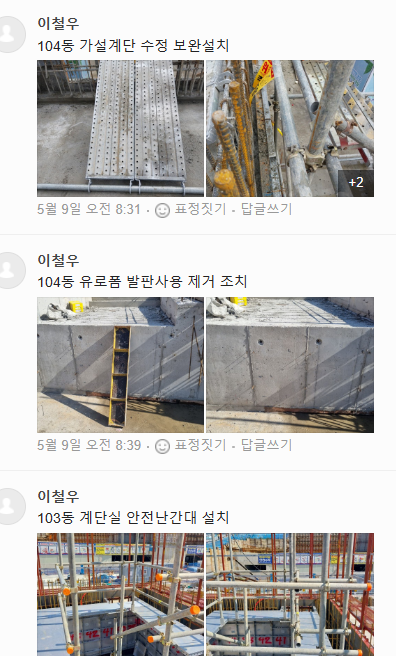 이철우
104동 가설계단 수정 보완설치
+2
5월 9일 오전 8:31 · 표정짓기 · 답글쓰기
이철우
104동 유로폼 발판사용 제거 조치
5월 9일 오전 8:39 · 표정짓기 · 답글쓰기
이철우
103동 계단실 안전난간대 설치